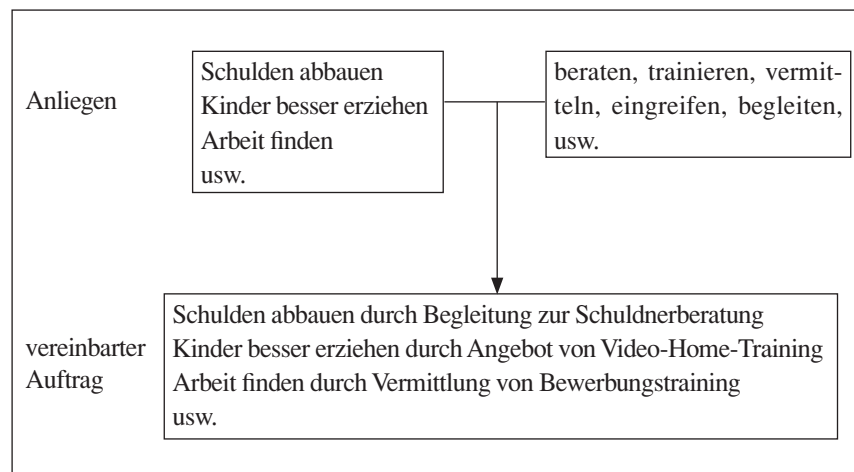 Anliegen
Schulden abbauen
Kinder besser erziehen
Arbeit finden
usw.
beraten, trainieren, vermit-
teln, eingreifen, begleiten,
usw.
vereinbarter
Auftrag
Schulden abbauen durch Begleitung zur Schuldnerberatung
Kinder besser erziehen durch Angebot von Video-Home-Training
Arbeit finden durch Vermittlung von Bewerbungstraining
usw.